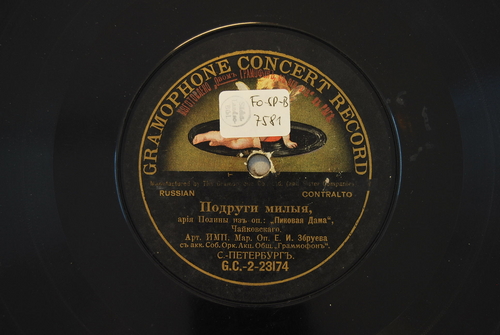 GRAMOPHONE CONCERT RECORD
FO-SP-B
7581
RUSSIAN
CONTRALTO
Подруги милыя,
арія Полины изъ оп.: „Пиковая Дама“,
Чайковскаго.
Арт. ИМП. Мар. Оп. Е. И. Збруева
съ акк. Соб. Орк. Акц. Общ. „Граммофонъ“.
С.-ПЕТЕРБУРГЪ.
G.C.-2-23174